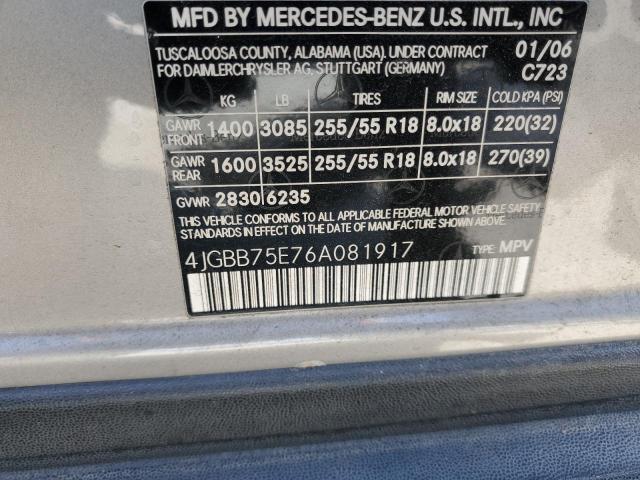 MFD BY MERCEDES-BENZ U.S. INTL., INC
TUSCALOOSA COUNTY, ALABAMA (USA), UNDER CONTRACT 01/06
FOR DAIMLERCHRYSLER AG, STUTTGART (GERMANY) C723
KG LB TIRES RIM SIZE COLD KPA (PSI)
GAWR FRONT 1400 3085 255/55 R18 8.0x18 220(32)
GAWR REAR 1600 3525 255/55 R18 8.0x18 270(39)
GVWR 2830 6235
THIS VEHICLE CONFORMS TO ALL APPLICABLE FEDERAL MOTOR VEHICLE SAFETY
STANDARDS IN EFFECT ON THE DATE OF MANUFACTURE SHOWN ABOVE.
4JGBB75E76A081917 TYPE: MPV